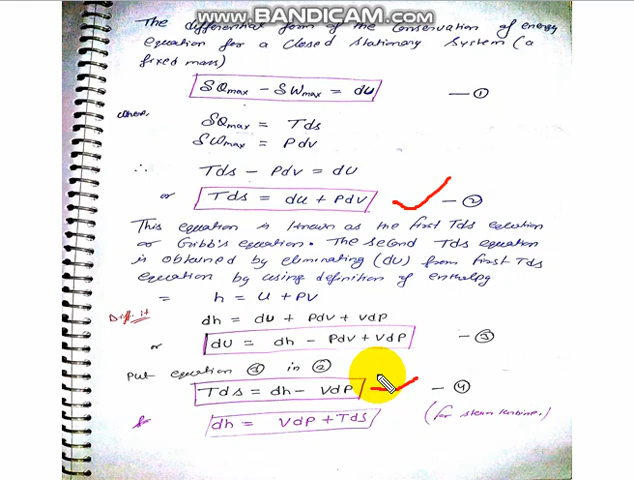 www.BANDICAM.com
The differential form of the conservation of energy
equation for a closed stationary system (a
fixed mass)
δQmax - δWmax = dU —①
where,
δQmax = Tds
δWmax = Pdv
∴ Tds - Pdv = dU
or Tds = du + Pdv —②
This equation is known as the first Tds equation
or Gribb's equation. The second Tds equation
is obtained by eliminating (du) from first Tds
equation by using definition of enthalpy
= h = U + PV
Diff. it dh = du + Pdv + vdp
or du = dh - Pdv + vdp —③
Put equation ③ in ②
Tds = dh - vdp —④
dh = vdp + Tds (for steam turbine.)